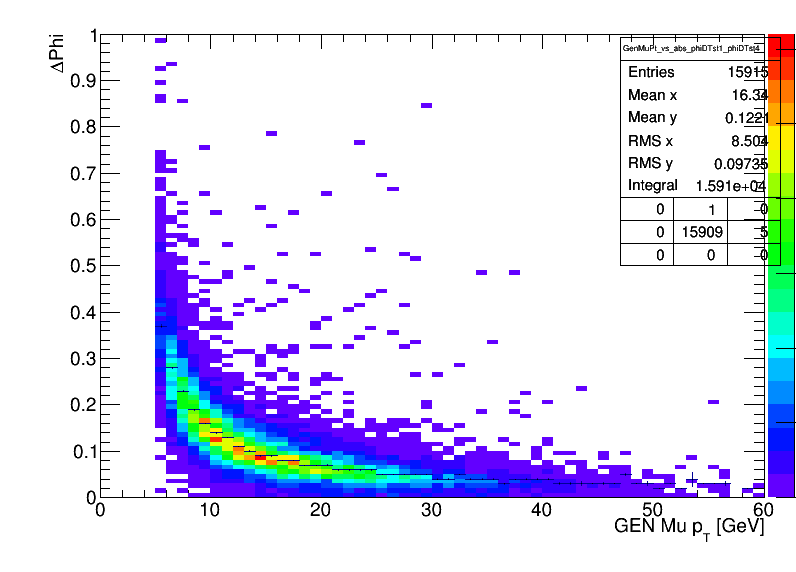 ΔPhi
1
0.9
0.8
0.7
0.6
0.5
0.4
0.3
0.2
0.1
0
0 10 20 30 40 50 60
GEN Mu p_T [GeV]
GenMuPt_vs_abs_phiDTst1_phiDTst4
Entries 15915
Mean x 16.34
Mean y 0.1221
RMS x 8.504
RMS y 0.09735
Integral 1.591e+04
0 1 0
0 15909 5
0 0 0